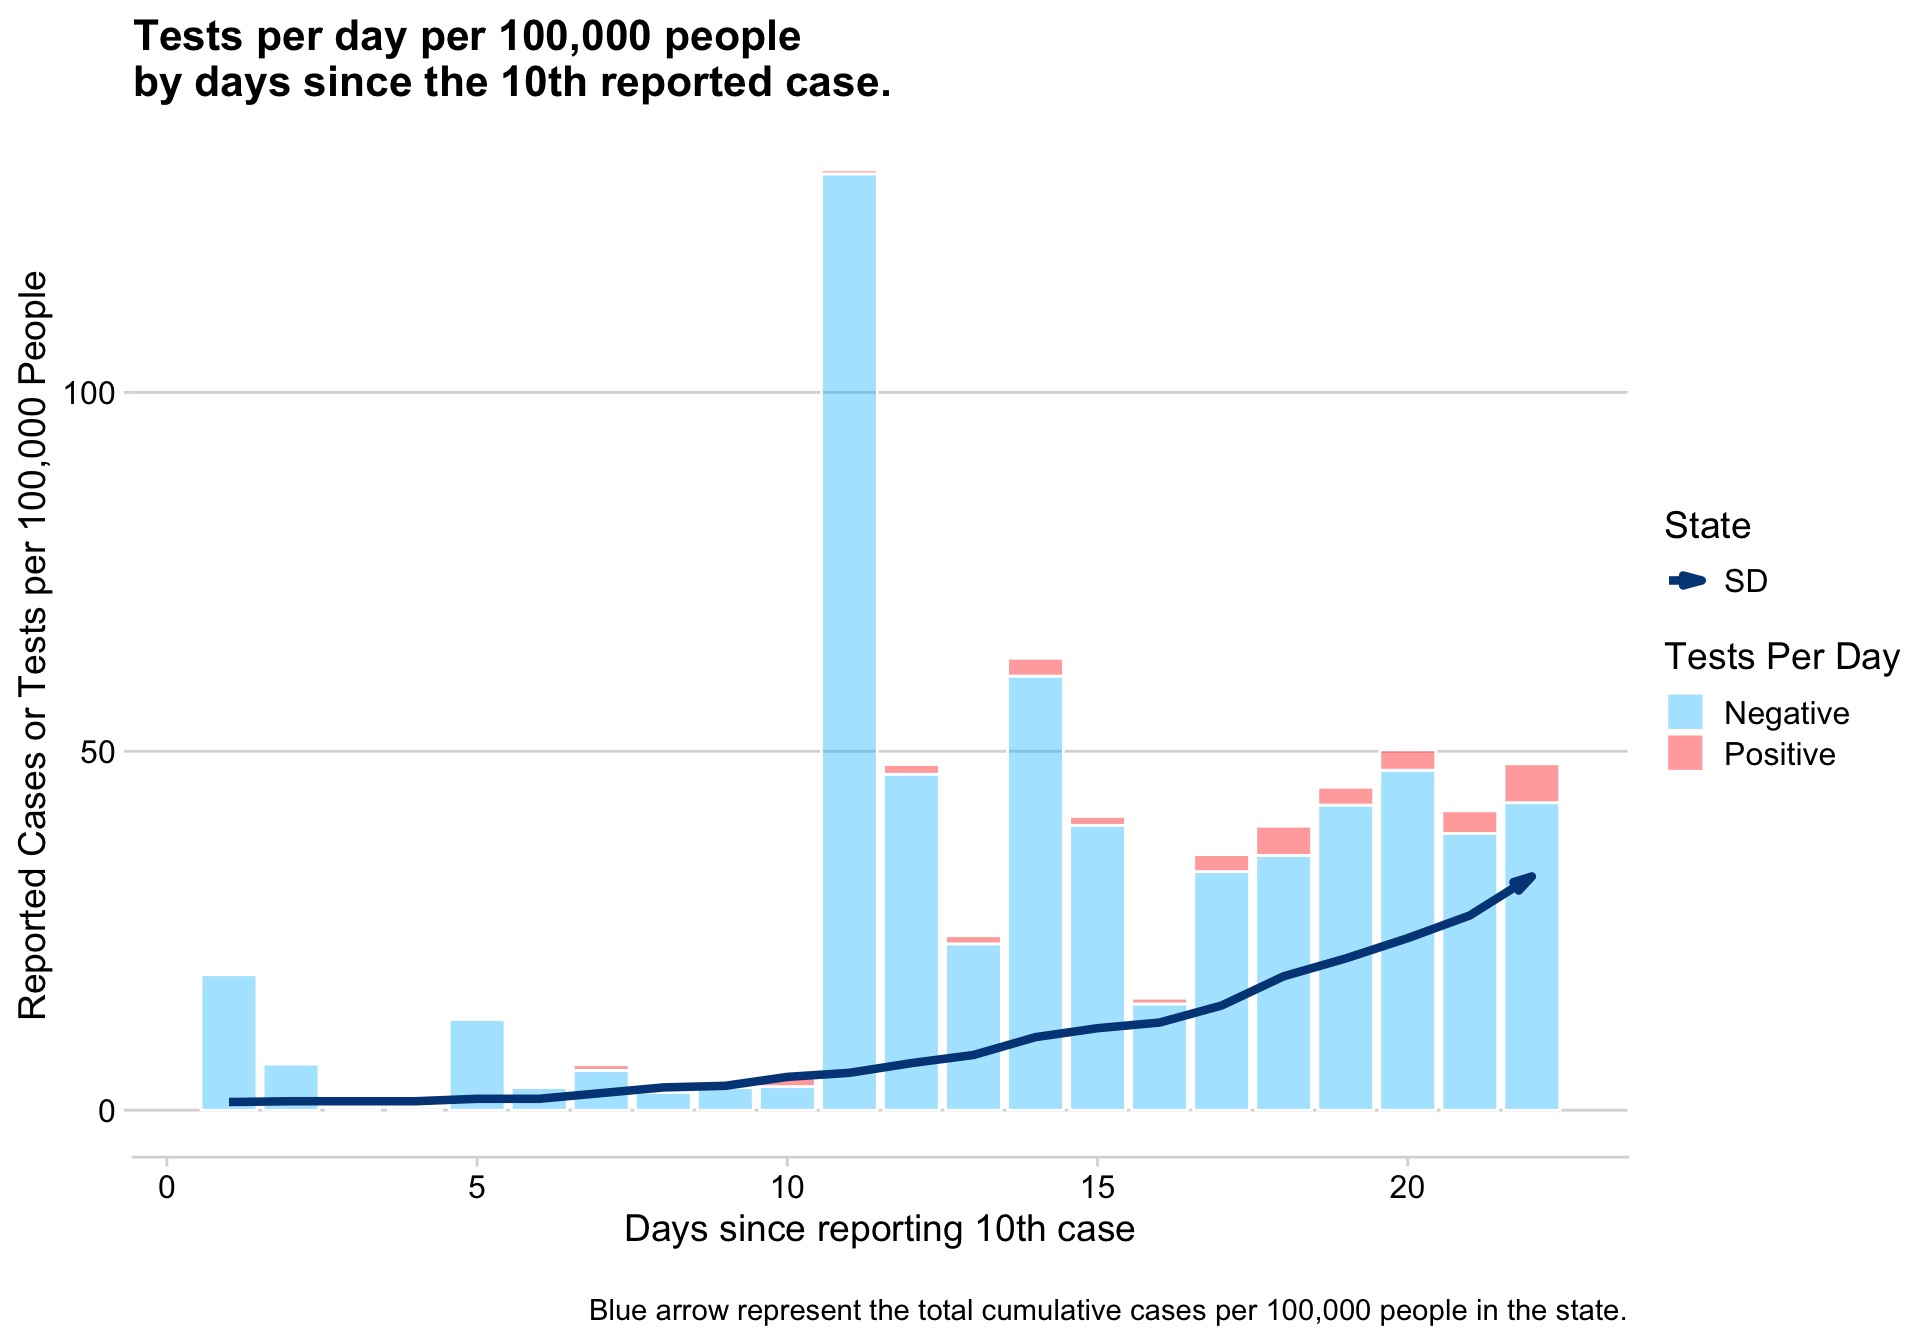 Tests per day per 100,000 people
by days since the 10th reported case.
Reported Cases or Tests per 100,000 People
100
50
0
0
5
10
15
20
Days since reporting 10th case
State
SD
Tests Per Day
Negative
Positive
Blue arrow represent the total cumulative cases per 100,000 people in the state.